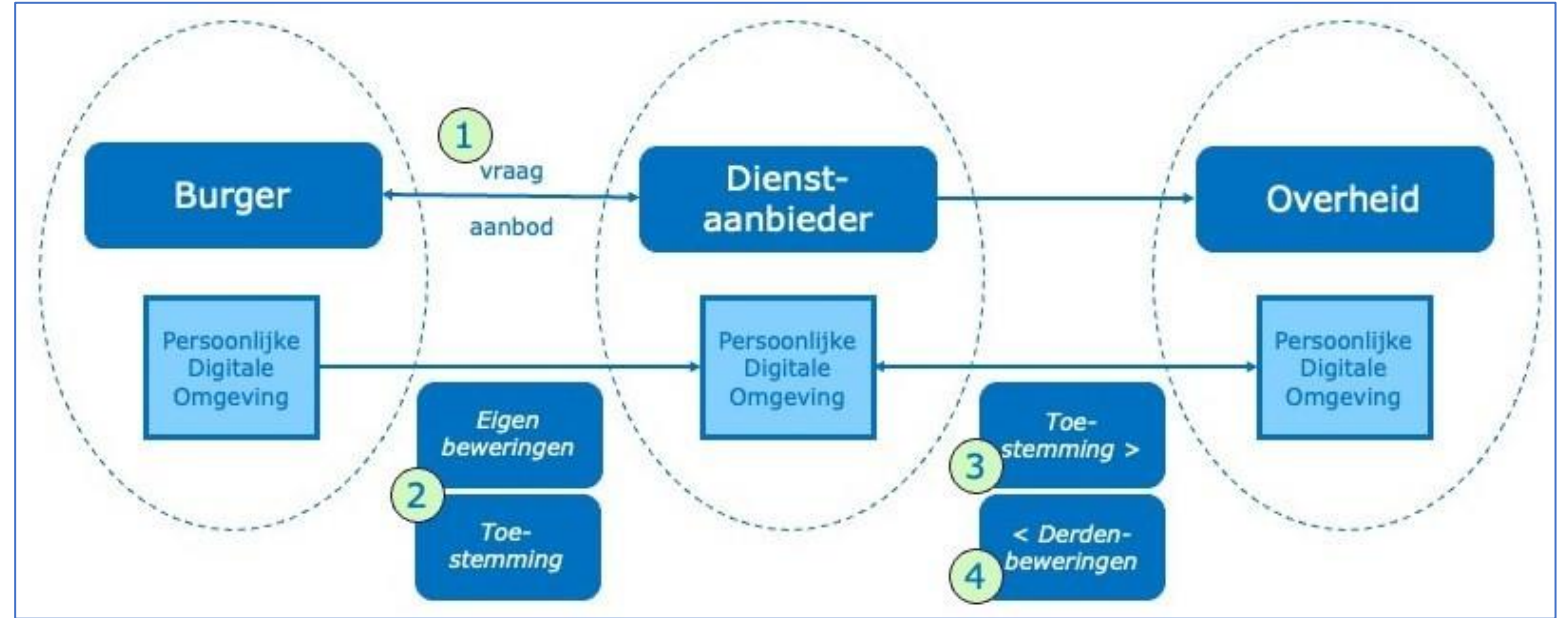 1
vraag
aanbod
Burger
Dienst-
aanbieder
Overheid
Persoonlijke
Digitale
Omgeving
Persoonlijke
Digitale
Omgeving
Persoonlijke
Digitale
Omgeving
Eigen
beweringen
2
Toe-
stemming
Toe-
stemming >
3
< Derden-
beweringen
4